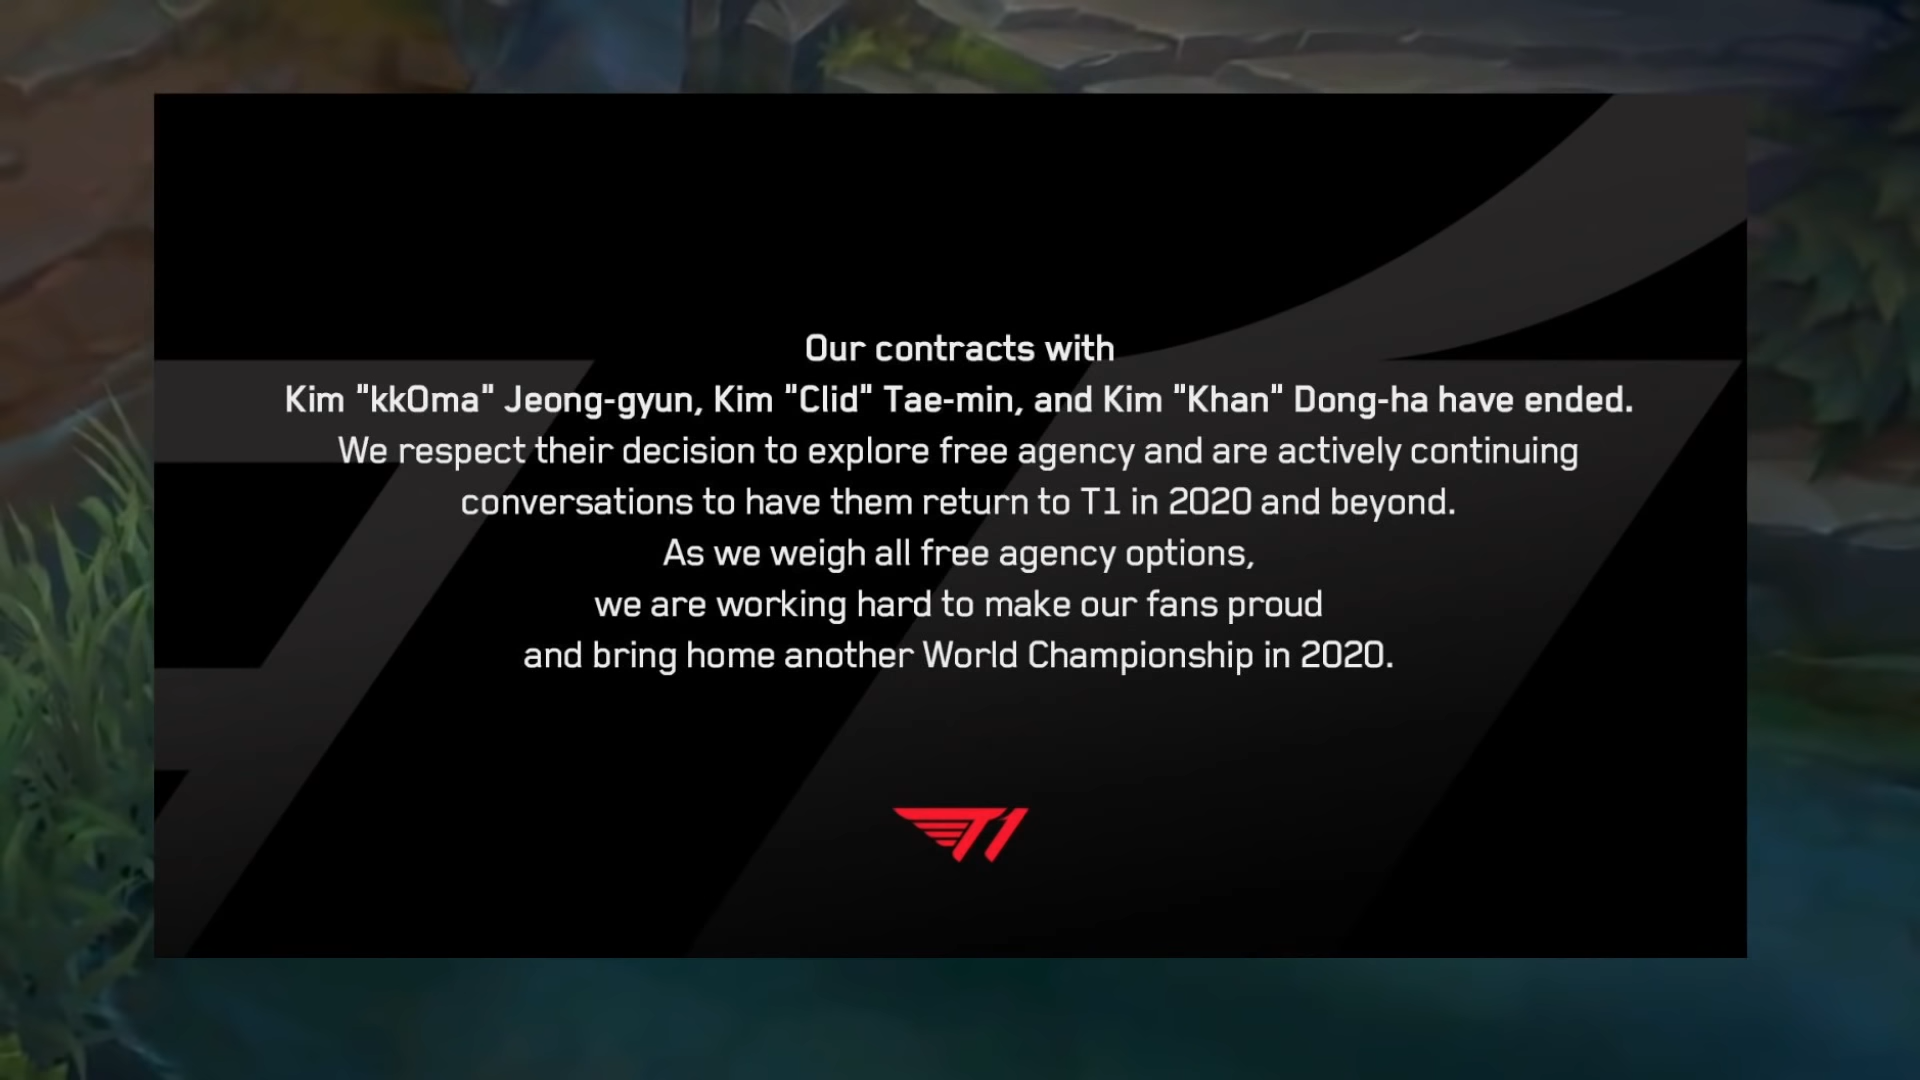 Our contracts with
Kim "kkOma" Jeong-gyun, Kim "Clid" Tae-min, and Kim "Khan" Dong-ha have ended.
We respect their decision to explore free agency and are actively continuing
conversations to have them return to T1 in 2020 and beyond.
As we weigh all free agency options,
we are working hard to make our fans proud
and bring home another World Championship in 2020.
T1